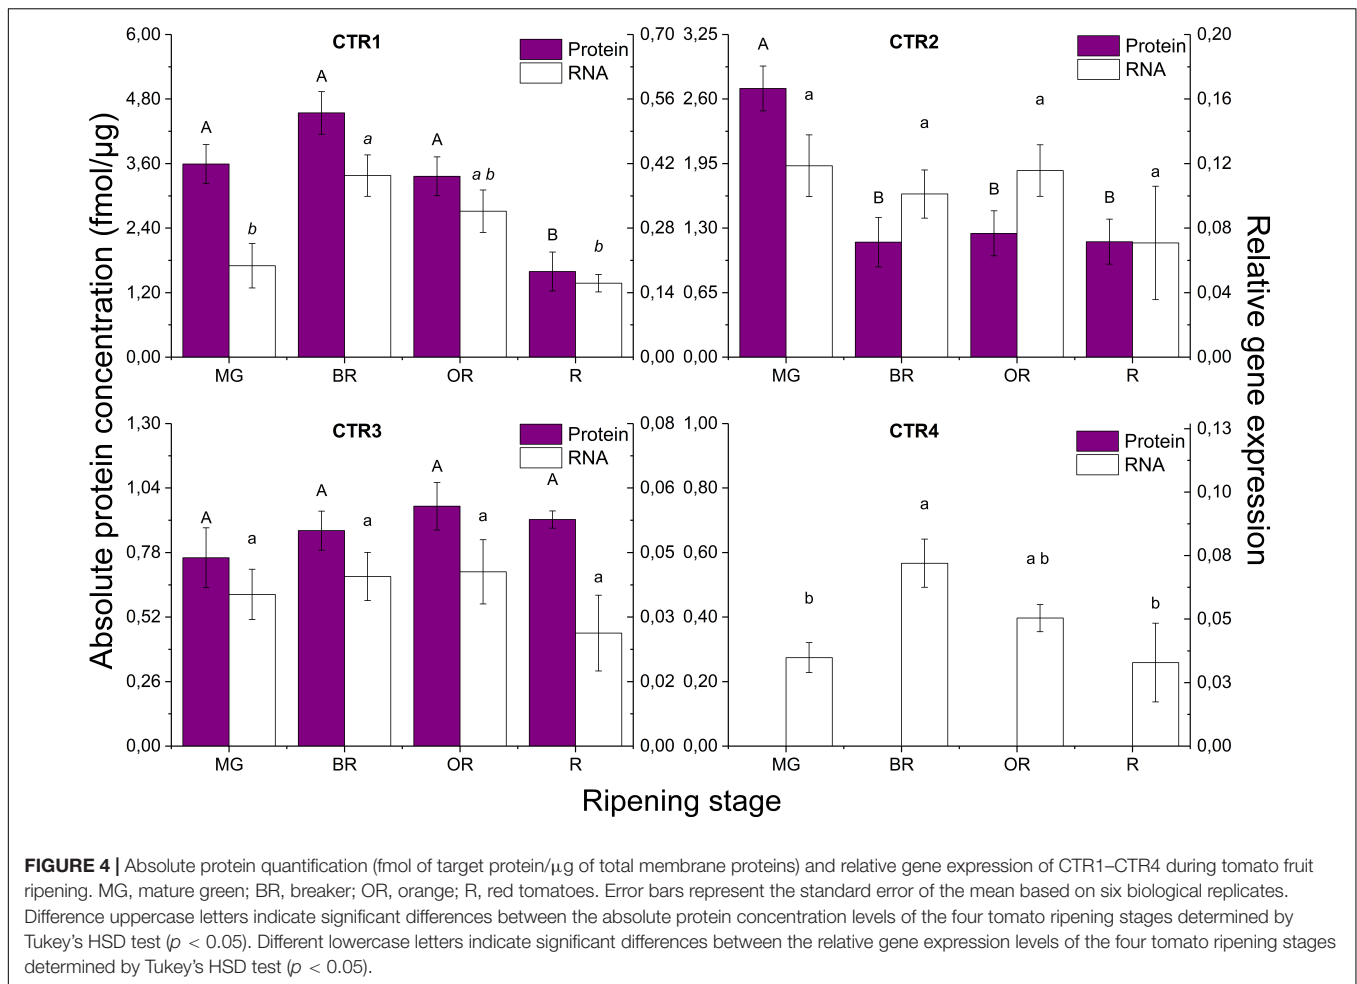 CTR1
Protein
RNA
6,00
4,80
3,60
2,40
1,20
0,00
0,70
0,56
0,42
0,28
0,14
0,00
A
b
A
a
A
a b
B
b
MG
BR
OR
R
CTR2
Protein
RNA
3,25
2,60
1,95
1,30
0,65
0,00
0,20
0,16
0,12
0,08
0,04
0,00
A
a
B
a
B
a
B
a
MG
BR
OR
R
CTR3
Protein
RNA
1,30
1,04
0,78
0,52
0,26
0,00
0,08
0,06
0,05
0,03
0,02
0,00
A
a
A
a
A
a
A
a
MG
BR
OR
R
CTR4
Protein
RNA
1,00
0,80
0,60
0,40
0,20
0,00
0,13
0,10
0,08
0,05
0,03
0,00
b
a
a b
b
MG
BR
OR
R
Absolute protein concentration (fmol/µg)
Relative gene expression
Ripening stage
FIGURE 4 | Absolute protein quantification (fmol of target protein/µg of total membrane proteins) and relative gene expression of CTR1–CTR4 during tomato fruit
ripening. MG, mature green; BR, breaker; OR, orange; R, red tomatoes. Error bars represent the standard error of the mean based on six biological replicates.
Difference uppercase letters indicate significant differences between the absolute protein concentration levels of the four tomato ripening stages determined by
Tukey's HSD test (p < 0.05). Different lowercase letters indicate significant differences between the relative gene expression levels of the four tomato ripening stages
determined by Tukey's HSD test (p < 0.05).